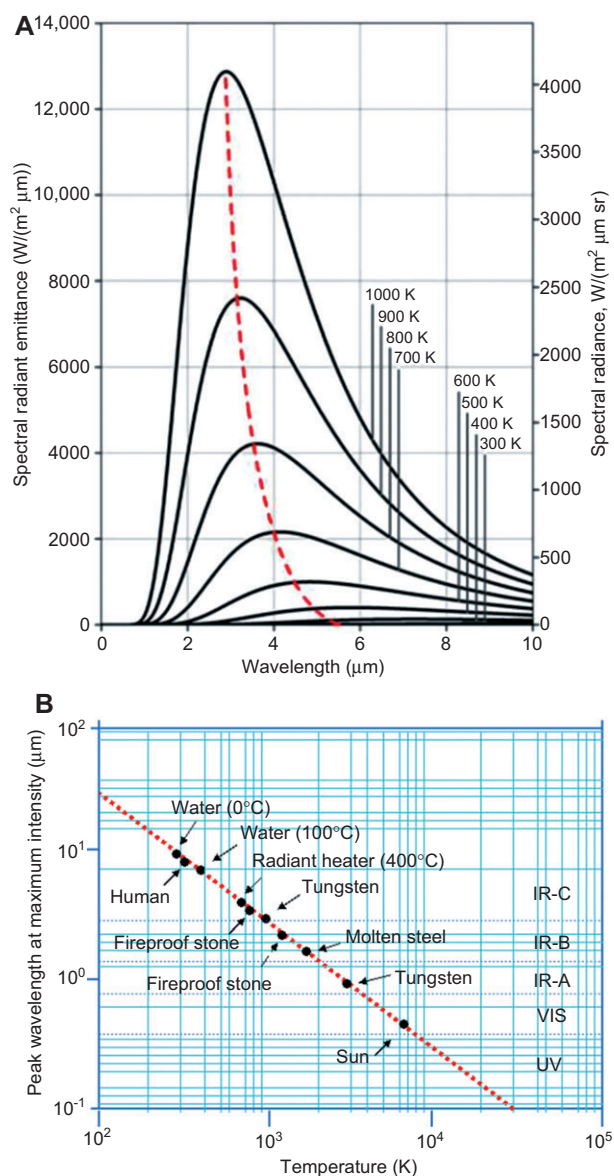 A
14,000
12,000
10,000
8000
6000
4000
2000
0
Spectral radiant emittance (W/(m² μm))
4000
3500
3000
2500
2000
1500
1000
500
0
Spectral radiance, W/(m² μm sr)
1000 K
900 K
800 K
700 K
600 K
500 K
400 K
300 K
0 2 4 6 8 10
Wavelength (μm)
B
10²
10¹
10⁰
10⁻¹
Peak wavelength at maximum intensity (μm)
Water (0°C)
Water (100°C)
Radiant heater (400°C)
Human
Tungsten
Fireproof stone
Molten steel
Fireproof stone
Tungsten
Sun
IR-C
IR-B
IR-A
VIS
UV
10² 10³ 10⁴ 10⁵
Temperature (K)